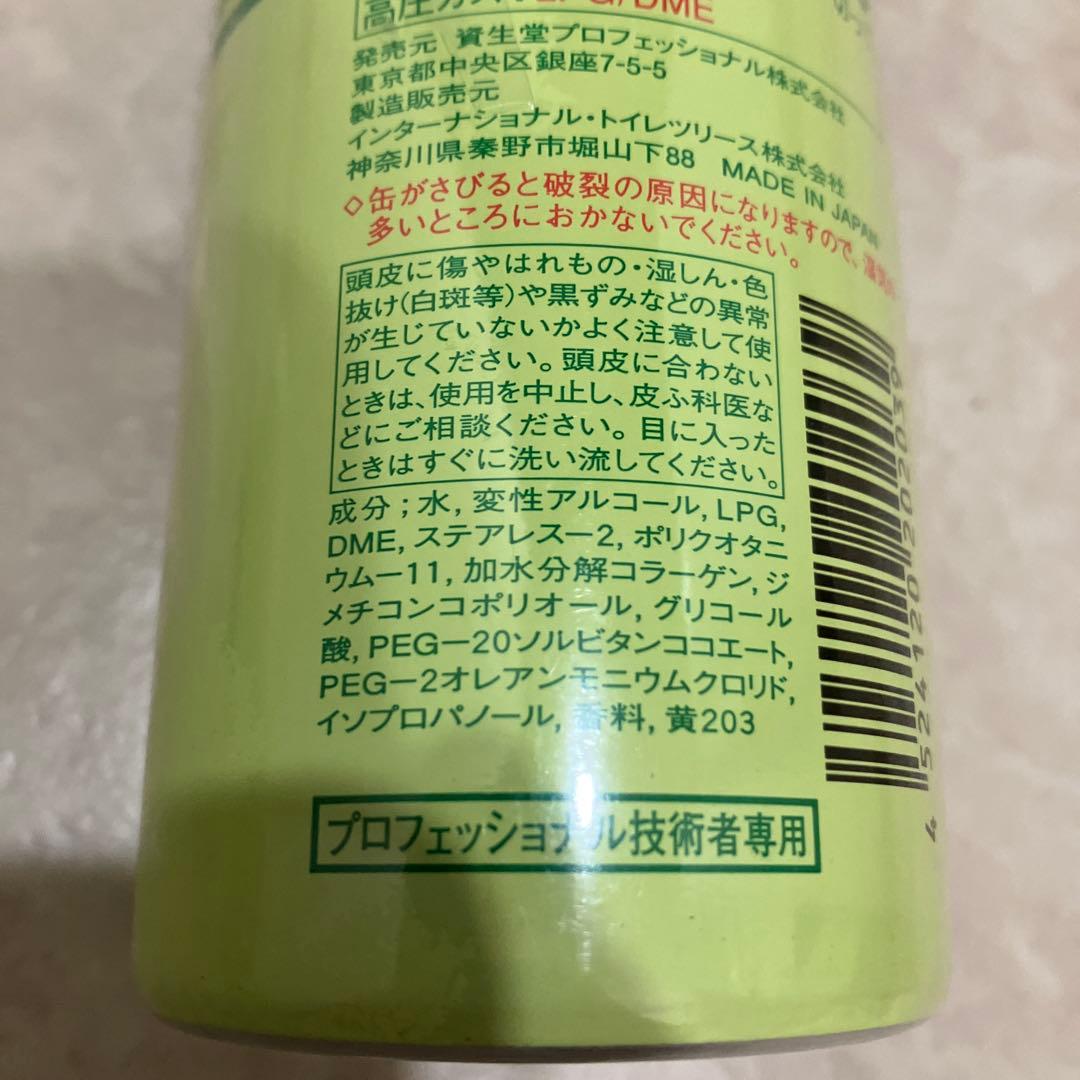 高圧ガス:LPG/DME
発売元 資生堂プロフェッショナル株式会社
東京都中央区銀座7-5-5
製造販売元
インターナショナル・トイレツリース株式会社
神奈川県秦野市堀山下88 MADE IN JAPAN
◇缶がさびると破裂の原因になりますので、湿気の
多いところにおかないでください。
頭皮に傷やはれもの・湿しん・色
抜け(白斑等)や黒ずみなどの異常
が生じていないかよく注意して使
用してください。頭皮に合わない
ときは、使用を中止し、皮ふ科医な
どにご相談ください。目に入った
ときはすぐに洗い流してください。
成分;水, 変性アルコール, LPG,
DME, ステアレスー2, ポリクオタニ
ウムー11, 加水分解コラーゲン, ジ
メチコンコポリオール, グリコール
酸, PEGー20ソルビタンココエート,
PEGー2オレアンモニウムクロリド,
イソプロパノール, 香料, 黄203
プロフェッショナル技術者専用
4 524120 202039